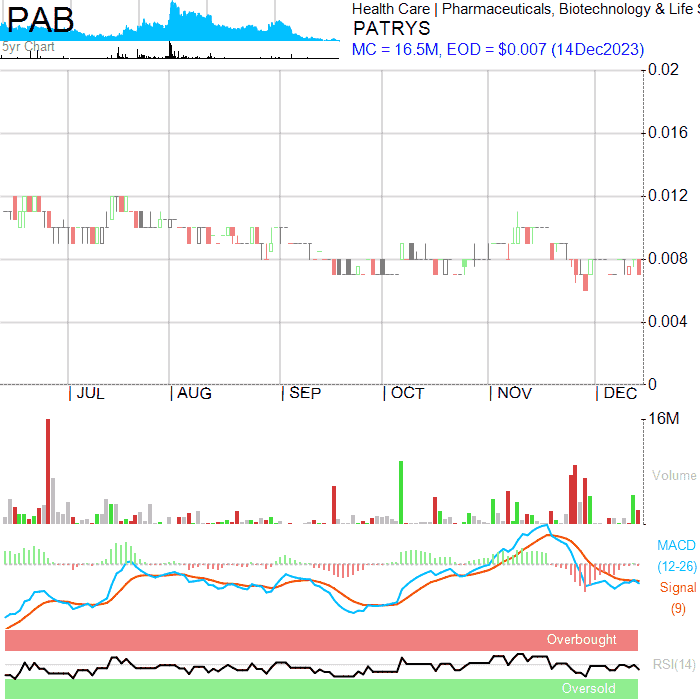 PAB
5yr Chart
Health Care | Pharmaceuticals, Biotechnology & Life S
PATRYS
MC = 16.5M, EOD = $0.007 (14Dec2023)
0.02
0.016
0.012
0.008
0.004
0
JUL AUG SEP OCT NOV DEC
16M
Volume
MACD
(12-26)
Signal
(9)
Overbought
RSI(14)
Oversold